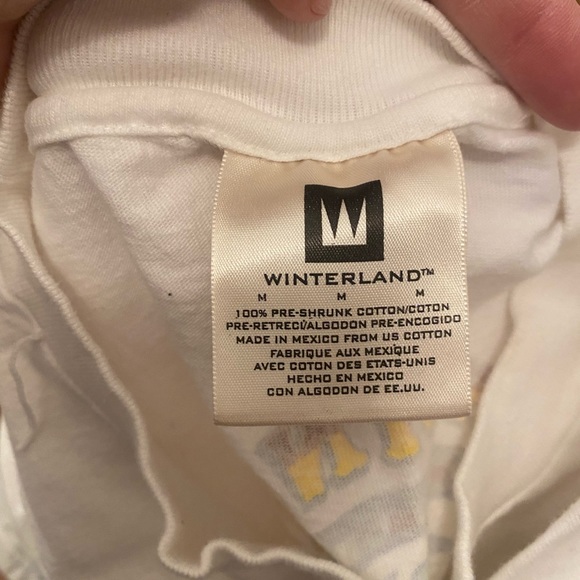 W
WINTERLAND™
M M M
100% PRE-SHRUNK COTTON/COTON
PRE-RETRECI/ALGODON PRE-ENCOGIDO
MADE IN MEXICO FROM US COTTON
FABRIQUE AUX MEXIQUE
AVEC COTON DES ETATS-UNIS
HECHO EN MEXICO
CON ALGODON DE EE.UU.